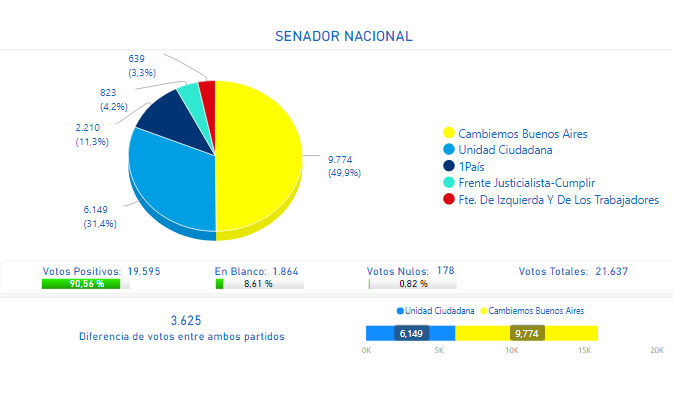 SENADOR NACIONAL
639
(3,3%)
823
(4,2%)
2.210
(11,3%)
6.149
(31,4%)
9.774
(49,9%)
Cambiemos Buenos Aires
Unidad Ciudadana
1País
Frente Justicialista-Cumplir
Fte. De Izquierda Y De Los Trabajadores
Votos Positivos: 19.595
90,56 %
En Blanco: 1.864
8,61 %
Votos Nulos: 178
0,82 %
Votos Totales: 21.637
3.625
Diferencia de votos entre ambos partidos
Unidad Ciudadana Cambiemos Buenos Aires
6,149 9,774
0K 5K 10K 15K 20K